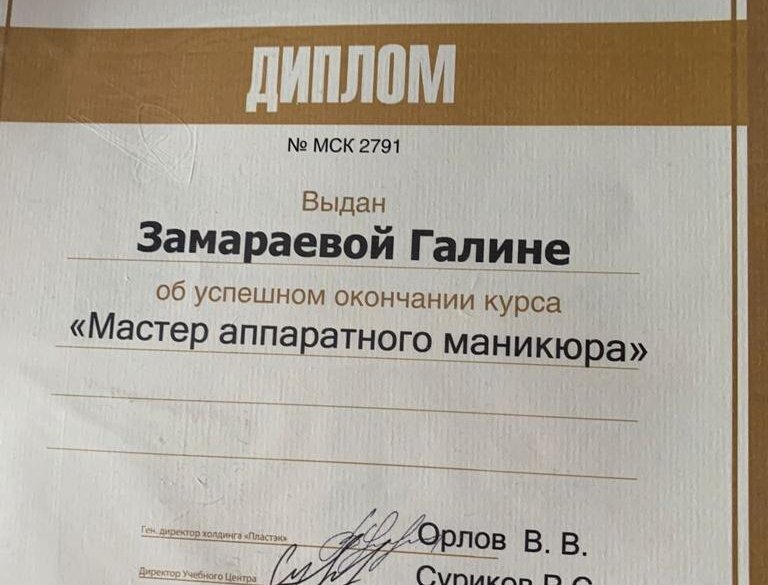 ДИПЛОМ
№ МСК 2791
Выдан
Замараевой Галине
об успешном окончании курса
«Мастер аппаратного маникюра»
Ген. директор холдинга «Пластэк» Орлов В. В.
Директор Учебного Центра Суриков Р. О.